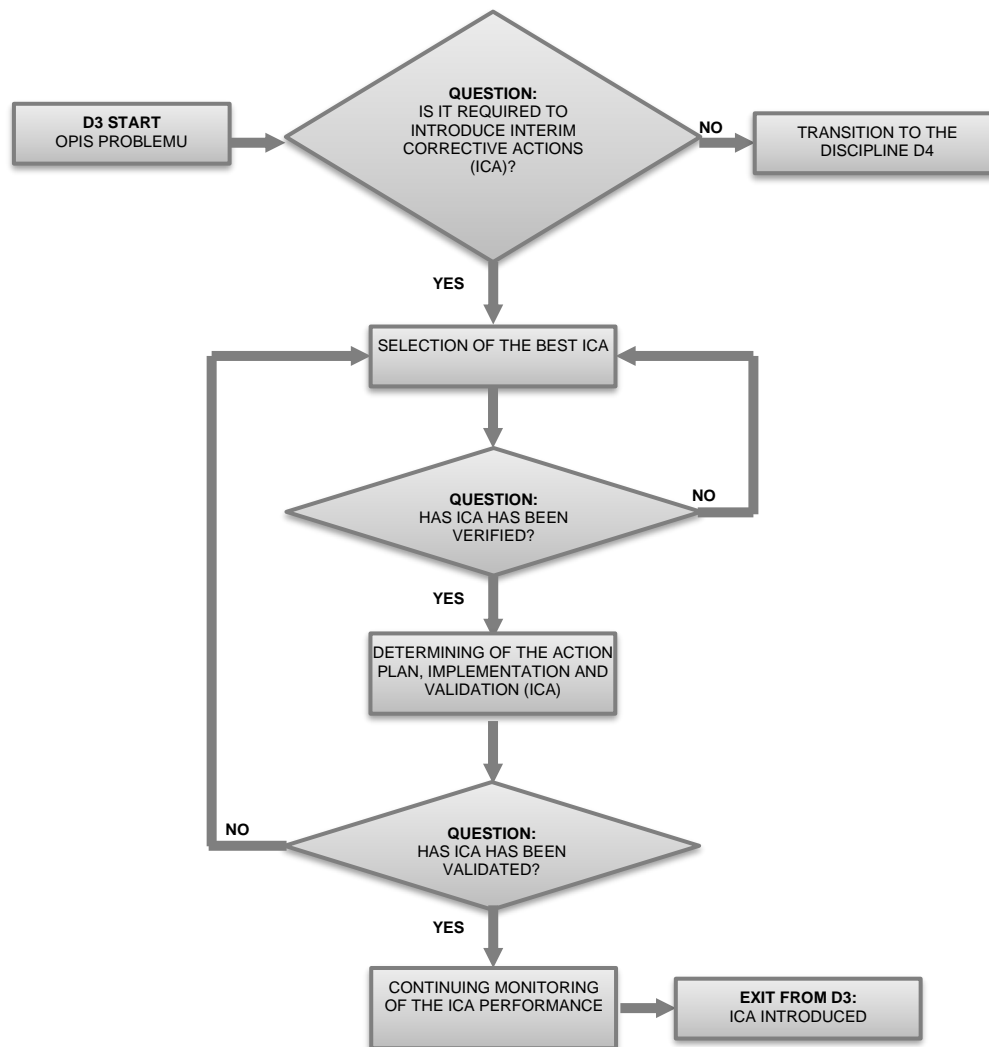 D3 START
OPIS PROBLEMU
QUESTION:
IS IT REQUIRED TO
INTRODUCE INTERIM
CORRECTIVE ACTIONS
(ICA)?
NO
TRANSITION TO THE
DISCIPLINE D4
YES
SELECTION OF THE BEST ICA
QUESTION:
HAS ICA HAS BEEN
VERIFIED?
NO
YES
DETERMINING OF THE ACTION
PLAN, IMPLEMENTATION AND
VALIDATION (ICA)
QUESTION:
HAS ICA HAS BEEN
VALIDATED?
NO
YES
CONTINUING MONITORING
OF THE ICA PERFORMANCE
EXIT FROM D3:
ICA INTRODUCED